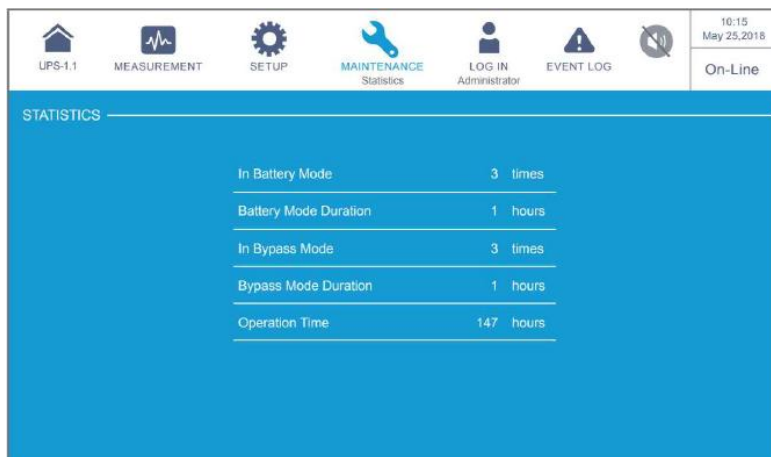 10:15
May 25,2018
UPS-1.1 MEASUREMENT SETUP MAINTENANCE LOG IN EVENT LOG
Statistics Administrator
On-Line
STATISTICS
In Battery Mode 3 times
Battery Mode Duration 1 hours
In Bypass Mode 3 times
Bypass Mode Duration 1 hours
Operation Time 147 hours